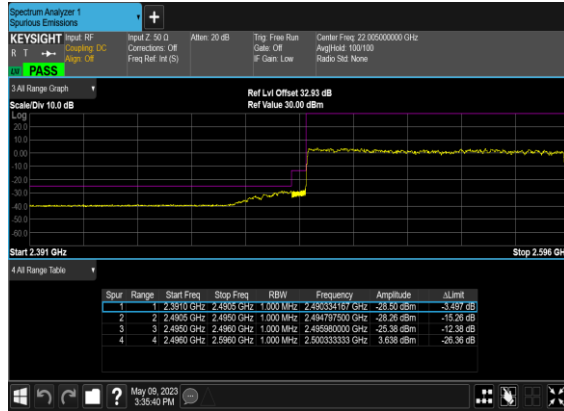 Spectrum Analyzer 1
Spurious Emissions
+
KEYSIGHT Input: RF Input Z: 50 Ω Atten: 20 dB Trig: Free Run Center Freq: 22.005000000 GHz
R T Coupling: DC Corrections: Off Gate: Off Avg|Hold: 100/100
Align: Off Freq Ref: Int (S) IF Gain: Low Radio Std: None
PASS
3 All Range Graph
Ref Lvl Offset 32.93 dB
Scale/Div 10.0 dB Ref Value 30.00 dBm
Log
20.0
10.0
0.00
-10.0
-20.0
-30.0
-40.0
-50.0
-60.0
Start 2.391 GHz Stop 2.596 GH
4 All Range Table
Spur Range Start Freq Stop Freq RBW Frequency Amplitude ΔLimit
1 1 2.3910 GHz 2.4905 GHz 1.000 MHz 2.490334167 GHz -28.50 dBm -3.497 dB
2 2 2.4905 GHz 2.4950 GHz 1.000 MHz 2.494797500 GHz -28.26 dBm -15.26 dB
3 3 2.4950 GHz 2.4960 GHz 1.000 MHz 2.495980000 GHz -25.38 dBm -12.38 dB
4 4 2.4960 GHz 2.5960 GHz 1.000 MHz 2.500333333 GHz 3.638 dBm -26.36 dB
? May 09, 2023
3:35:40 PM